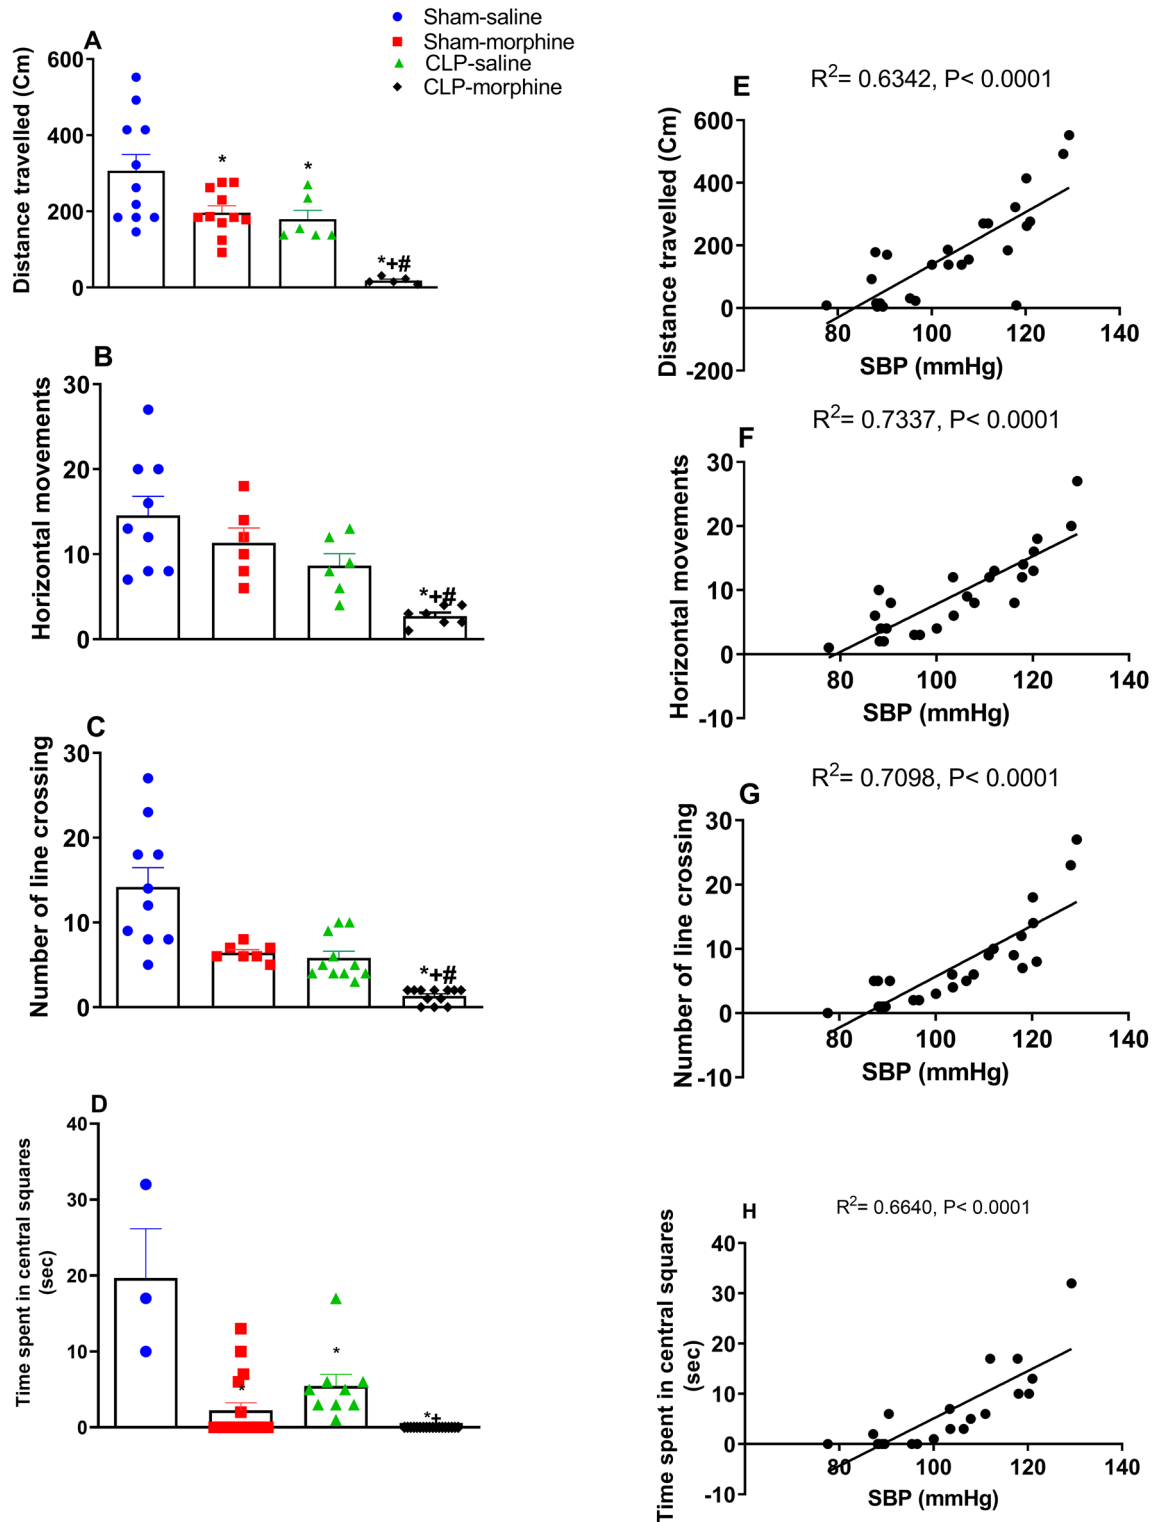 Sham-saline
Sham-morphine
CLP-saline
CLP-morphine
A
Distance travelled (Cm)
600
400
200
0
*
*
*+#
B
Horizontal movements
30
20
10
0
*+#
C
Number of line crossing
30
20
10
0
*+#
D
Time spent in central squares
(sec)
40
30
20
10
0
*
*
*+
E
R2= 0.6342, P< 0.0001
Distance travelled (Cm)
600
400
200
0
-200
80 100 120 140
SBP (mmHg)
F
R2= 0.7337, P< 0.0001
Horizontal movements
30
20
10
0
-10
80 100 120 140
SBP (mmHg)
G
R2= 0.7098, P< 0.0001
Number of line crossing
30
20
10
0
-10
80 100 120 140
SBP (mmHg)
H
R2= 0.6640, P< 0.0001
Time spent in central squares
(sec)
40
30
20
10
0
-10
80 100 120 140
SBP (mmHg)